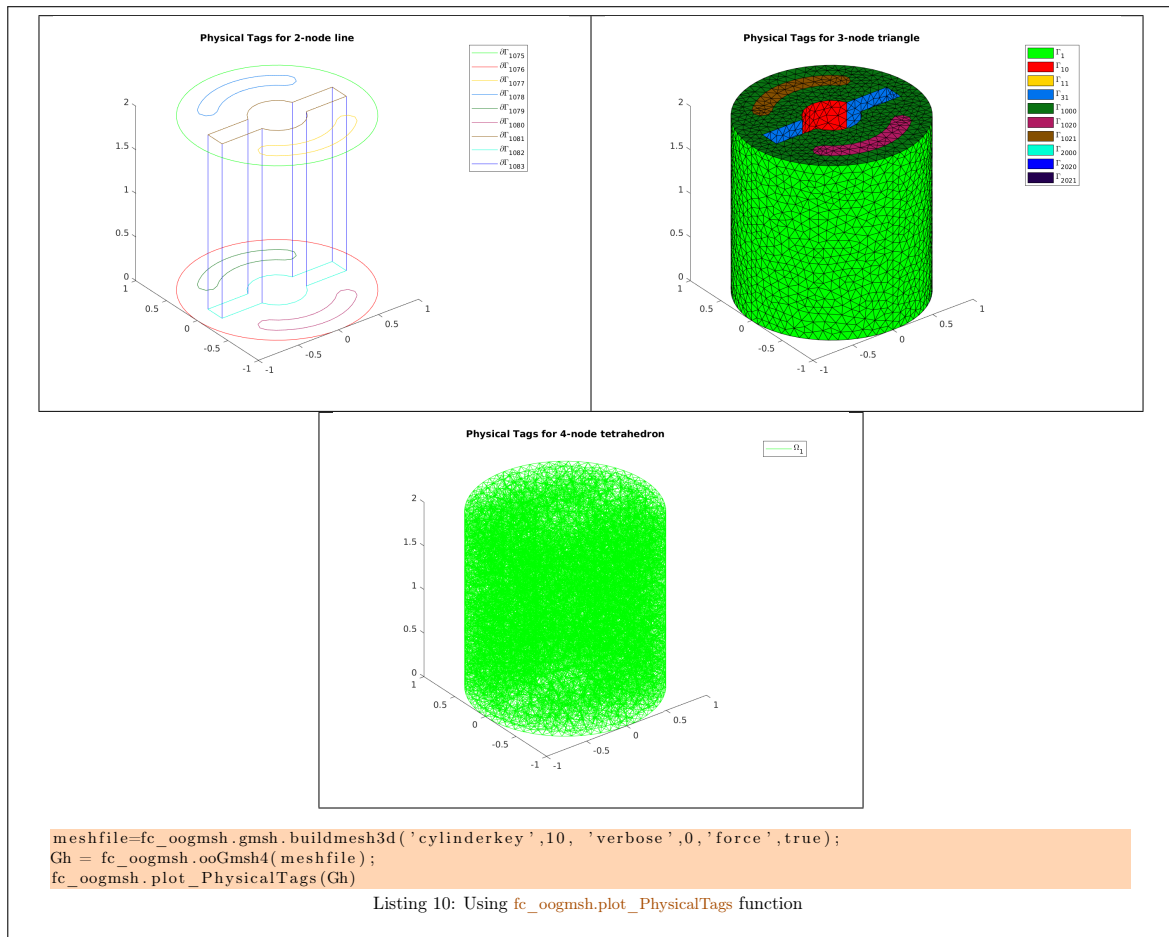 Physical Tags for 2-node line
∂Γ1075
∂Γ1076
∂Γ1077
∂Γ1078
∂Γ1079
∂Γ1080
∂Γ1081
∂Γ1082
∂Γ1083
2
1.5
1
0.5
0
1
0.5
0
-0.5
-1
-1
-0.5
0
0.5
1
Physical Tags for 3-node triangle
Γ1
Γ10
Γ11
Γ31
Γ1000
Γ1020
Γ1021
Γ2000
Γ2020
Γ2021
2
1.5
1
0.5
0
1
0.5
0
-0.5
-1
-1
-0.5
0
0.5
1
Physical Tags for 4-node tetrahedron
Ω1
2
1.5
1
0.5
0
1
0.5
0
-0.5
-1
-1
-0.5
0
0.5
1
meshfile=fc_oogmsh.gmsh.buildmesh3d('cylinderkey',10, 'verbose',0,'force',true);
Gh = fc_oogmsh.ooGmsh4(meshfile);
fc_oogmsh.plot_PhysicalTags(Gh)
Listing 10: Using fc_oogmsh.plot_PhysicalTags function